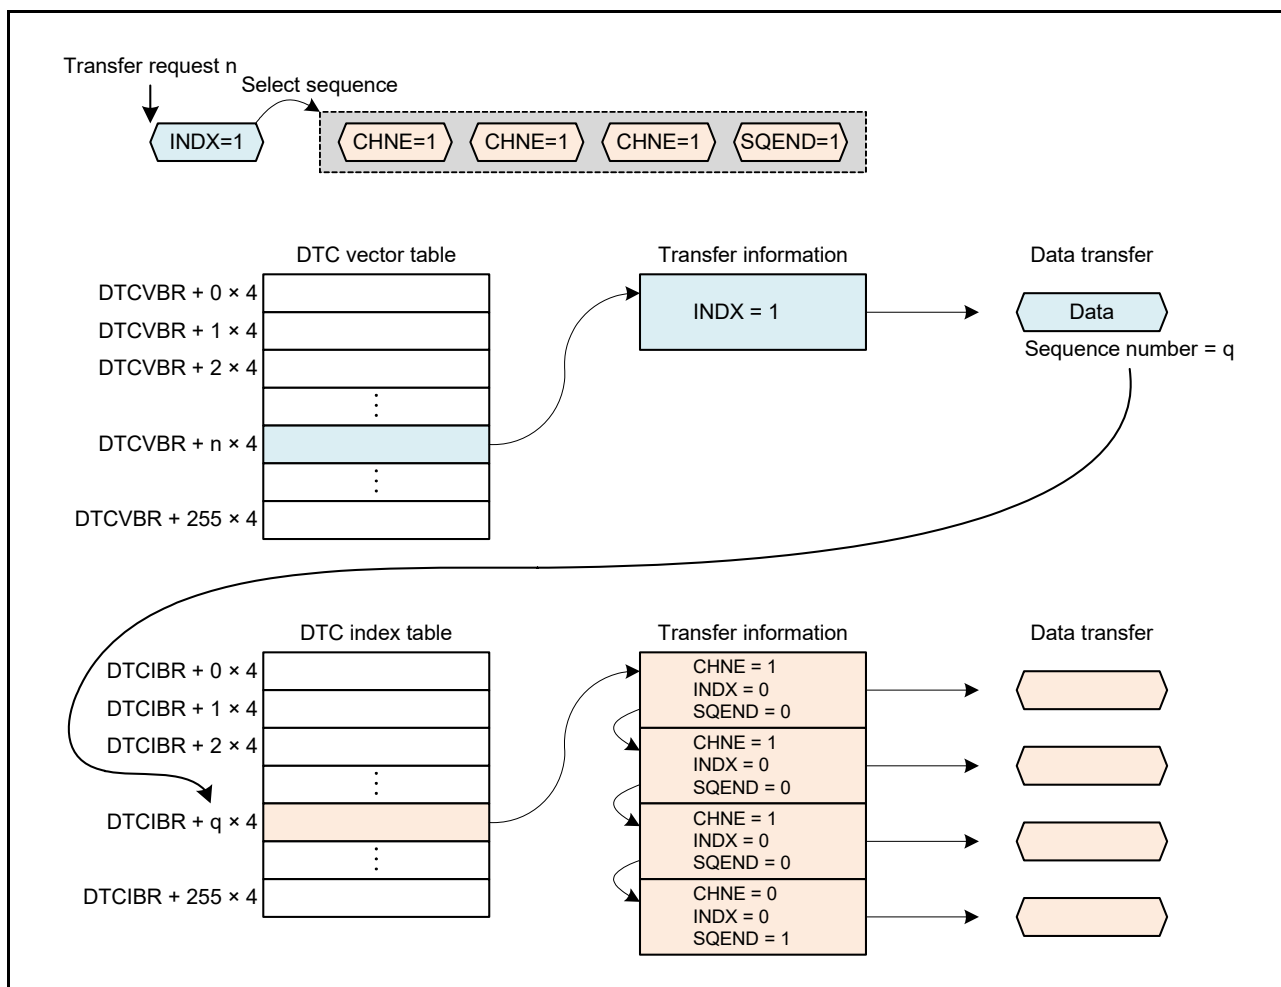 Transfer request n
Select sequence
INDX=1
CHNE=1
CHNE=1
CHNE=1
SQEND=1
DTC vector table
Transfer information
Data transfer
DTCVBR + 0 × 4
DTCVBR + 1 × 4
DTCVBR + 2 × 4
⋮
DTCVBR + n × 4
⋮
DTCVBR + 255 × 4
INDX = 1
Data
Sequence number = q
DTC index table
Transfer information
Data transfer
DTCIBR + 0 × 4
DTCIBR + 1 × 4
DTCIBR + 2 × 4
⋮
DTCIBR + q × 4
⋮
DTCIBR + 255 × 4
CHNE = 1
INDX = 0
SQEND = 0
CHNE = 1
INDX = 0
SQEND = 0
CHNE = 1
INDX = 0
SQEND = 0
CHNE = 0
INDX = 0
SQEND = 1